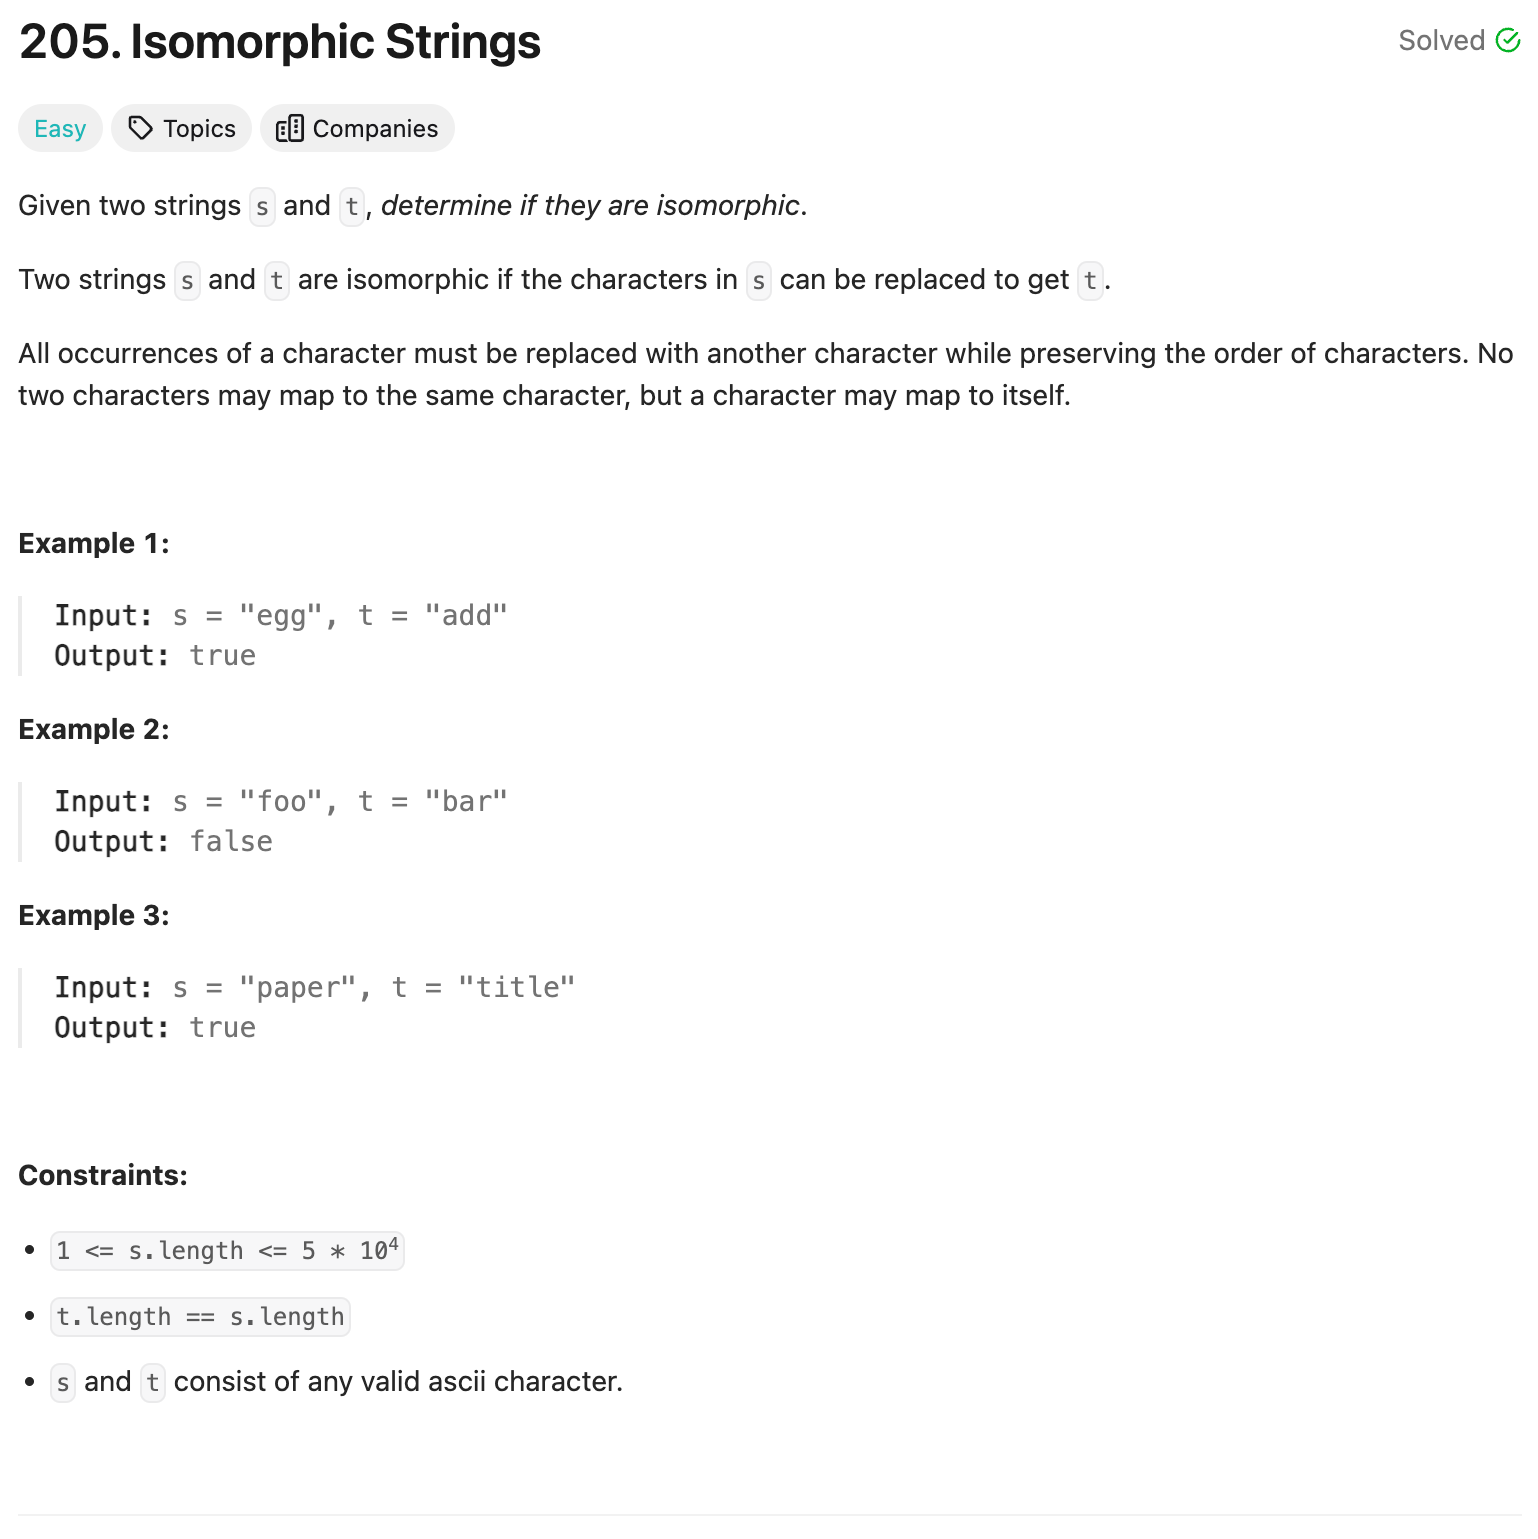 205. Isomorphic Strings
Solved
Easy
Topics
Companies
Given two strings s and t, determine if they are isomorphic.
Two strings s and t are isomorphic if the characters in s can be replaced to get t.
All occurrences of a character must be replaced with another character while preserving the order of characters. No
two characters may map to the same character, but a character may map to itself.
Example 1:
Input: s = "egg", t = "add"
Output: true
Example 2:
Input: s = "foo", t = "bar"
Output: false
Example 3:
Input: s = "paper", t = "title"
Output: true
Constraints:
• 1 <= s.length <= 5 * 10⁴
• t.length == s.length
• s and t consist of any valid ascii character.